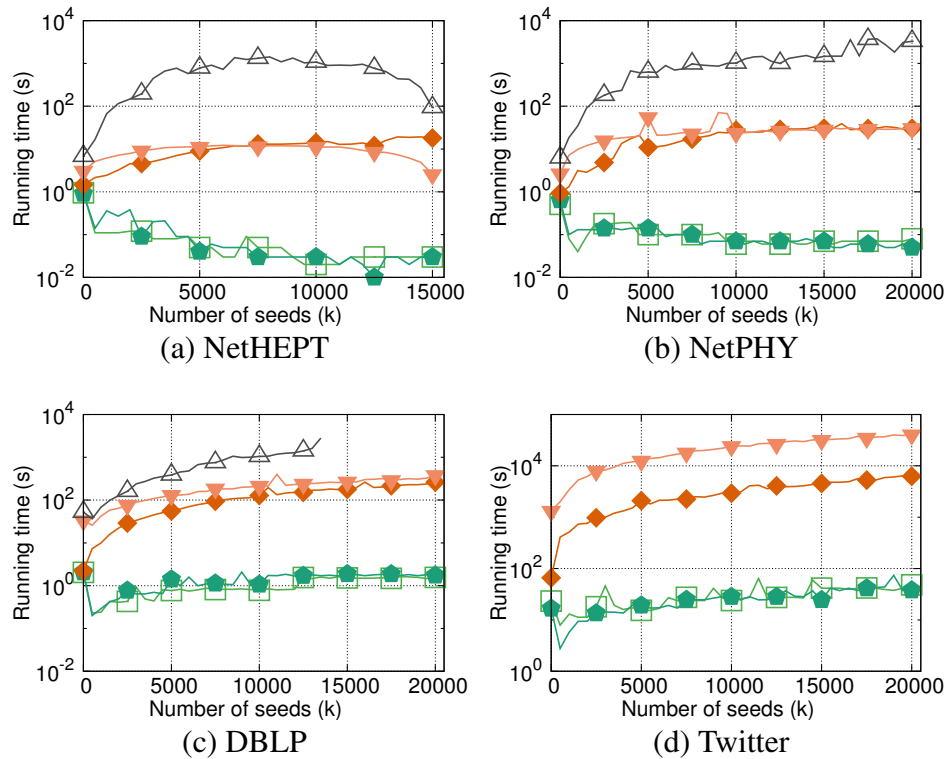 10^4
10^2
10^0
10^-2
Running time (s)
0 5000 10000 15000
Number of seeds (k)
(a) NetHEPT
10^4
10^2
10^0
10^-2
Running time (s)
0 5000 10000 15000 20000
Number of seeds (k)
(b) NetPHY
10^4
10^2
10^0
10^-2
Running time (s)
0 5000 10000 15000 20000
Number of seeds (k)
(c) DBLP
10^4
10^2
10^0
Running time (s)
0 5000 10000 15000 20000
Number of seeds (k)
(d) Twitter